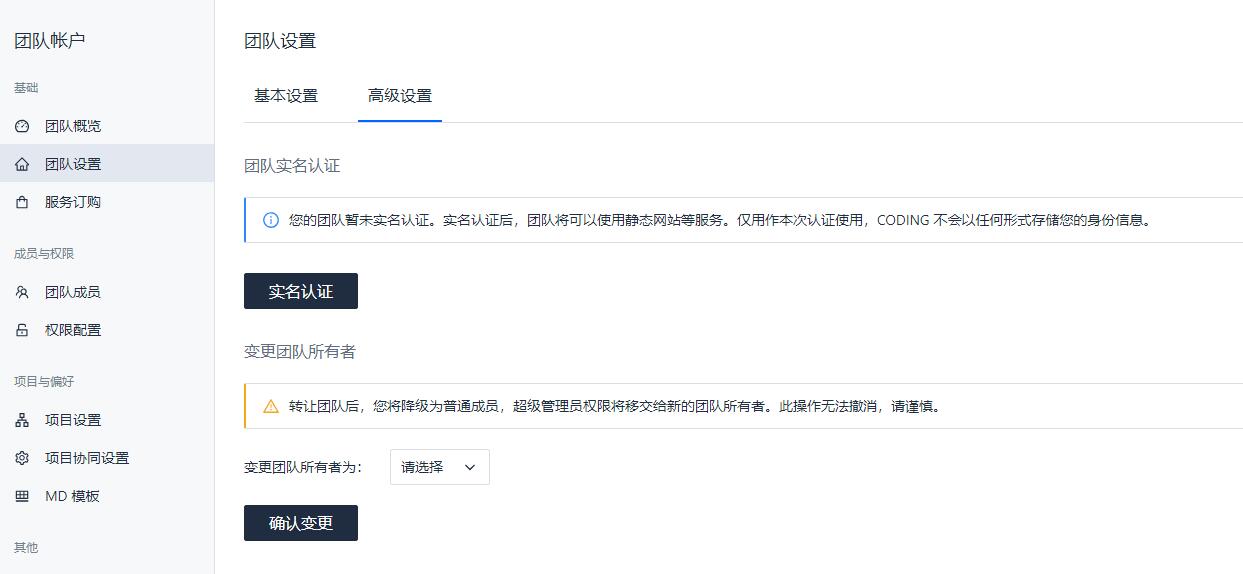 团队帐户
基础
团队概览
团队设置
服务订购
成员与权限
团队成员
权限配置
项目与偏好
项目设置
项目协同设置
MD 模板
其他
团队设置
基本设置
高级设置
团队实名认证
您的团队暂未实名认证。实名认证后，团队将可以使用静态网站等服务。仅用作本次认证使用，CODING 不会以任何形式存储您的身份信息。
实名认证
变更团队所有者
转让团队后，您将降级为普通成员，超级管理员权限将移交给新的团队所有者。此操作无法撤消，请谨慎。
变更团队所有者为：
请选择
确认变更